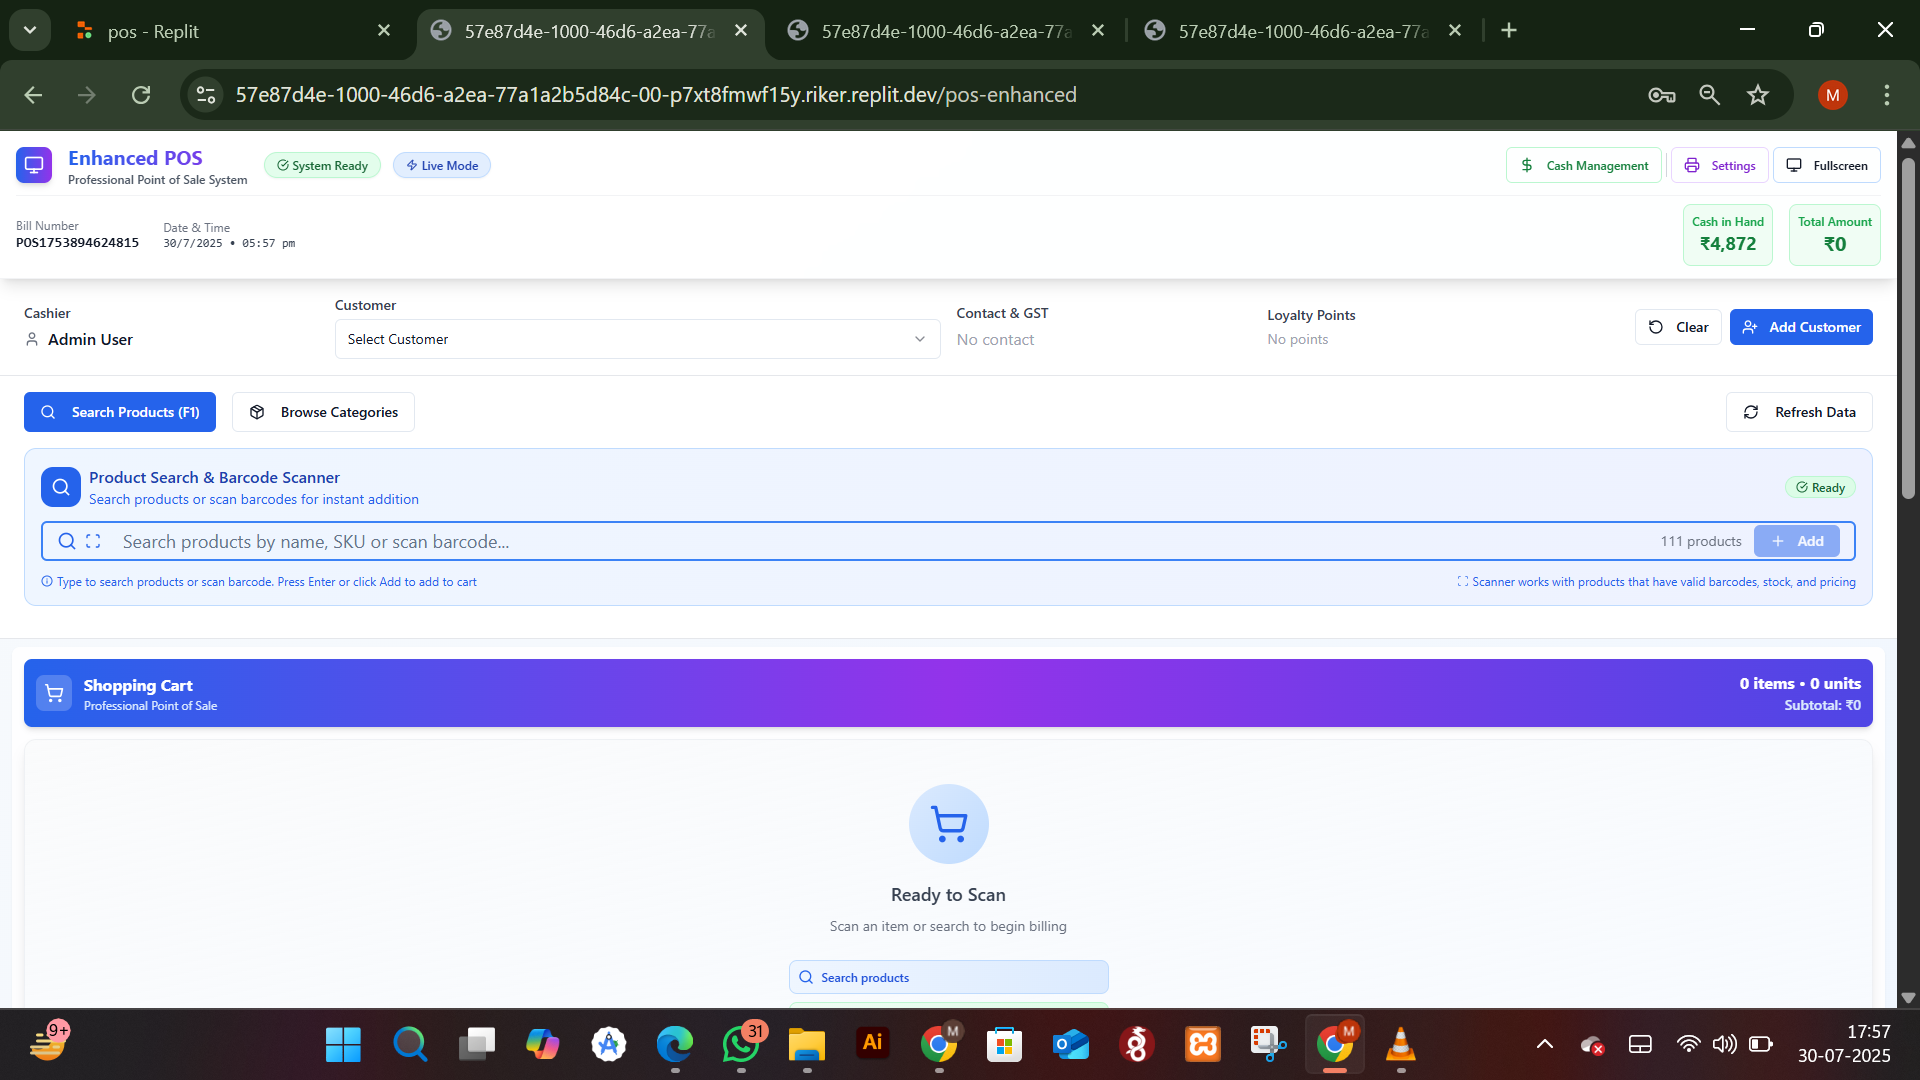 pos - Replit
57e87d4e-1000-46d6-a2ea-77a
57e87d4e-1000-46d6-a2ea-77a
57e87d4e-1000-46d6-a2ea-77a
57e87d4e-1000-46d6-a2ea-77a1a2b5d84c-00-p7xt8fmwf15y.riker.replit.dev/pos-enhanced
M
Enhanced POS
Professional Point of Sale System
System Ready
Live Mode
Cash Management
Settings
Fullscreen
Bill Number
POS1753894624815
Date & Time
30/7/2025 • 05:57 pm
Cash in Hand
₹4,872
Total Amount
₹0
Cashier
Admin User
Customer
Select Customer
Contact & GST
No contact
Loyalty Points
No points
Clear
Add Customer
Search Products (F1)
Browse Categories
Refresh Data
Product Search & Barcode Scanner
Search products or scan barcodes for instant addition
Ready
Search products by name, SKU or scan barcode...
111 products
Add
Type to search products or scan barcode. Press Enter or click Add to add to cart
Scanner works with products that have valid barcodes, stock, and pricing
Shopping Cart
Professional Point of Sale
0 items • 0 units
Subtotal: ₹0
Ready to Scan
Scan an item or search to begin billing
Search products
9+
31
Ai
M
M
17:57
30-07-2025